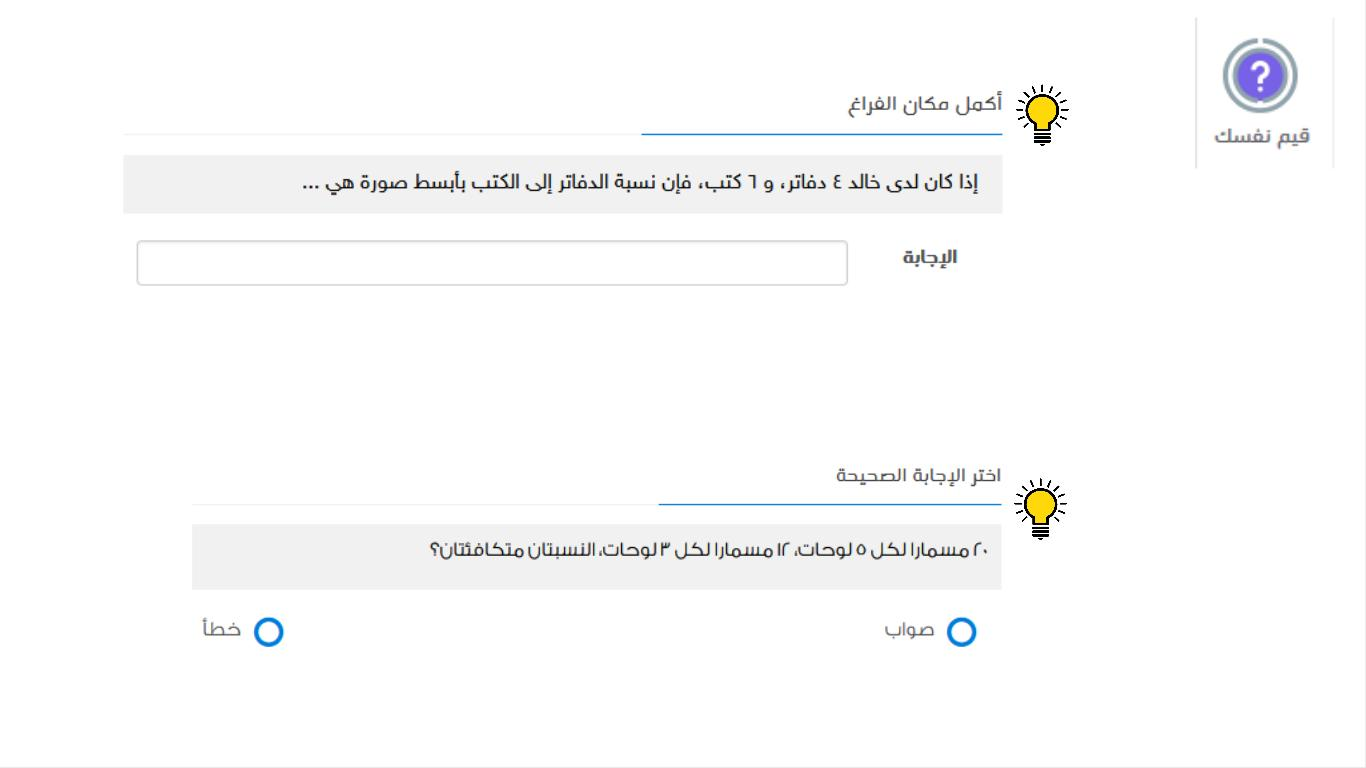 ?
قيم نفسك
أكمل مكان الفراغ
إذا كان لدى خالد ٤ دفاتر، و ٦ كتب، فإن نسبة الدفاتر إلى الكتب بأبسط صورة هي ...
الإجابة
اختر الإجابة الصحيحة
٢٠ مسمارا لكل ٥ لوحات، ١٢ مسمارا لكل ٣ لوحات، النسبتان متكافئتان؟
صواب
خطأ